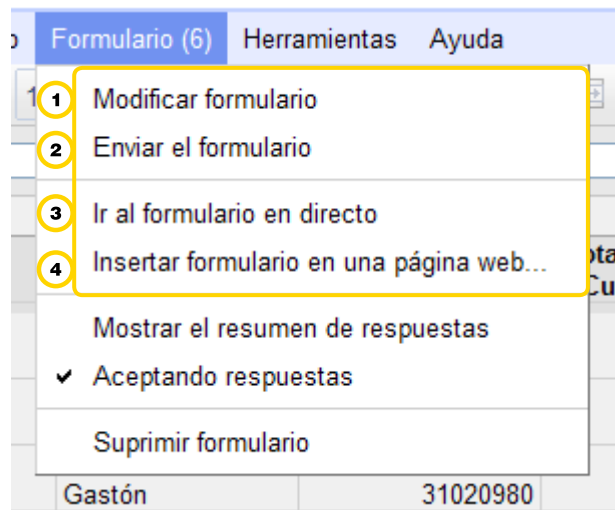 Formulario (6) Herramientas Ayuda
1 Modificar formulario
2 Enviar el formulario
3 Ir al formulario en directo
4 Insertar formulario en una página web...
Mostrar el resumen de respuestas
✔ Aceptando respuestas
Suprimir formulario
Gastón 31020980